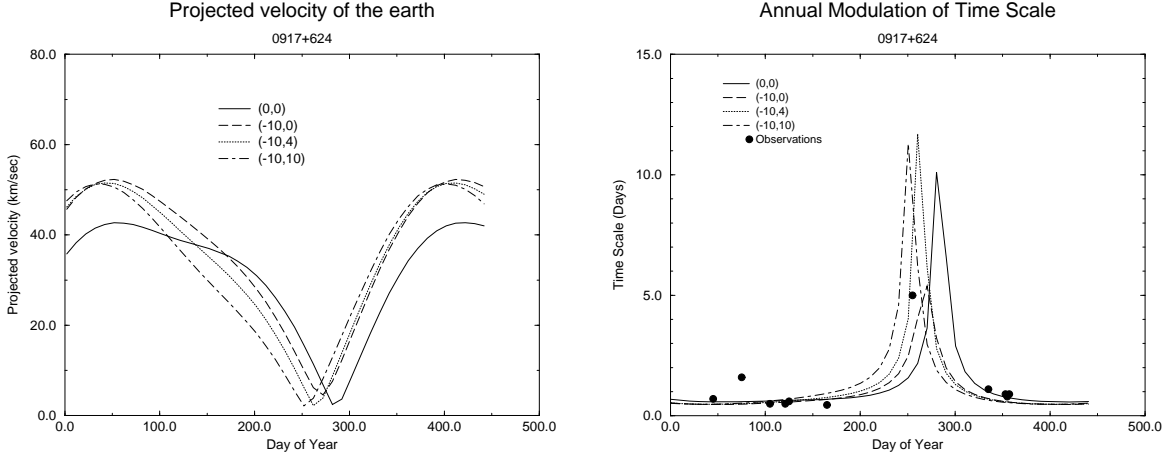 Projected velocity of the earth
0917+624
80.0
60.0
40.0
20.0
0.0
Projected velocity (km/sec)
(0,0)
(-10,0)
(-10,4)
(-10,10)
0.0 100.0 200.0 300.0 400.0 500.0
Day of Year
Annual Modulation of Time Scale
0917+624
15.0
10.0
5.0
0.0
Time Scale (Days)
(0,0)
(-10,0)
(-10,4)
(-10,10)
Observations
0.0 100.0 200.0 300.0 400.0 500.0
Day of Year